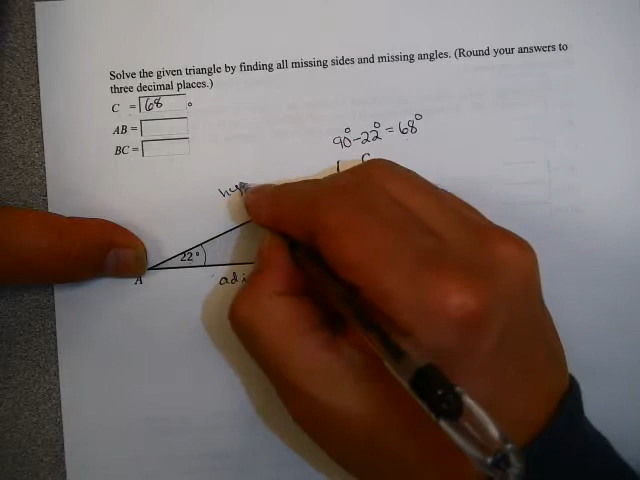 Solve the given triangle by finding all missing sides and missing angles. (Round your answers to
three decimal places.)
C = 68 °
AB =
BC =
90° - 22° = 68°
C
22°
A